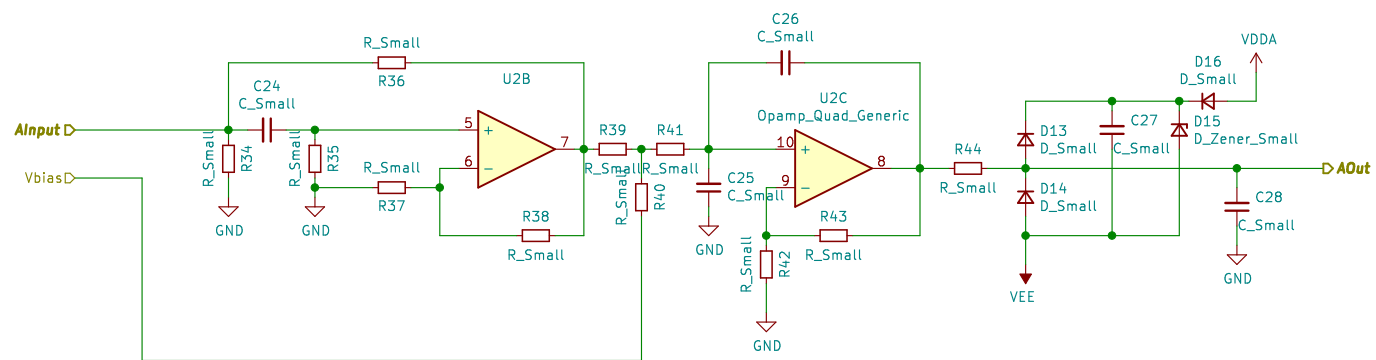 AInput
Vbias
R_Small
R36
C24
C_Small
R_Small
R34
GND
R_Small
R35
GND
R_Small
R37
U2B
5
+
6
−
7
R38
R_Small
R39
R_Small
R41
R_Small
R_Small
R40
C26
C_Small
C25
C_Small
GND
U2C
Opamp_Quad_Generic
10
+
9
−
8
R43
R_Small
R_Small
R42
GND
R44
R_Small
D13
D_Small
D14
D_Small
VEE
C27
C_Small
D16
D_Small
VDDA
D15
D_Zener_Small
AOut
C28
C_Small
GND